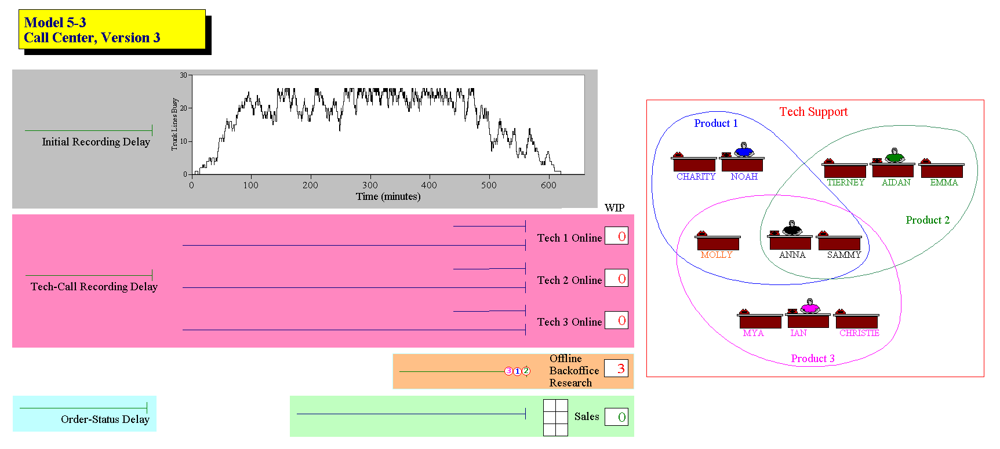 Model 5-3
Call Center, Version 3
30
20
10
0
Trunk Lines Busy
0 100 200 300 400 500 600
Time (minutes)
Initial Recording Delay
WIP
Tech 1 Online 0
Tech-Call Recording Delay
Tech 2 Online 0
Tech 3 Online 0
Offline
Backoffice
Research
3 1 2
3
Order-Status Delay
Sales 0
Tech Support
Product 1
CHARITY NOAH
TIERNEY AIDAN EMMA
Product 2
MOLLY ANNA SAMMY
MYA IAN CHRISTIE
Product 3